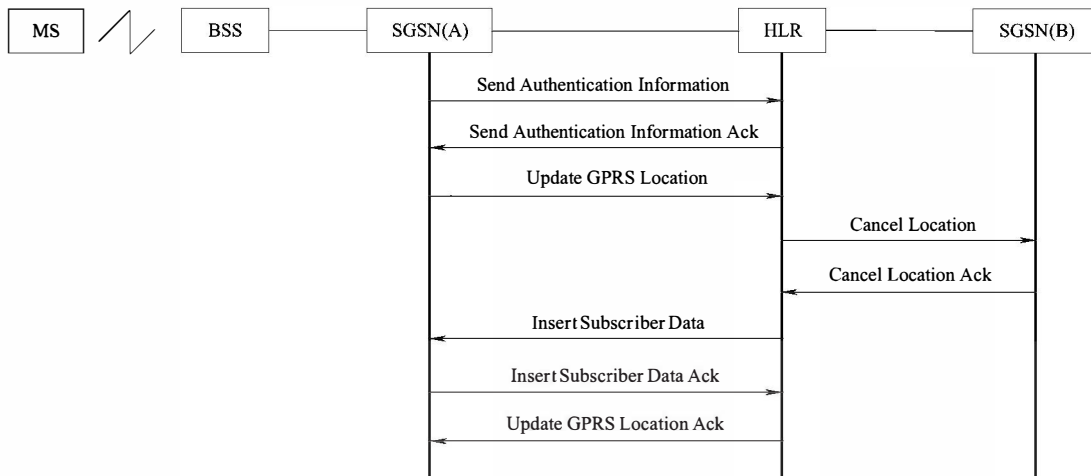 MS
BSS
SGSN(A)
HLR
SGSN(B)
Send Authentication Information
Send Authentication Information Ack
Update GPRS Location
Cancel Location
Cancel Location Ack
Insert Subscriber Data
Insert Subscriber Data Ack
Update GPRS Location Ack